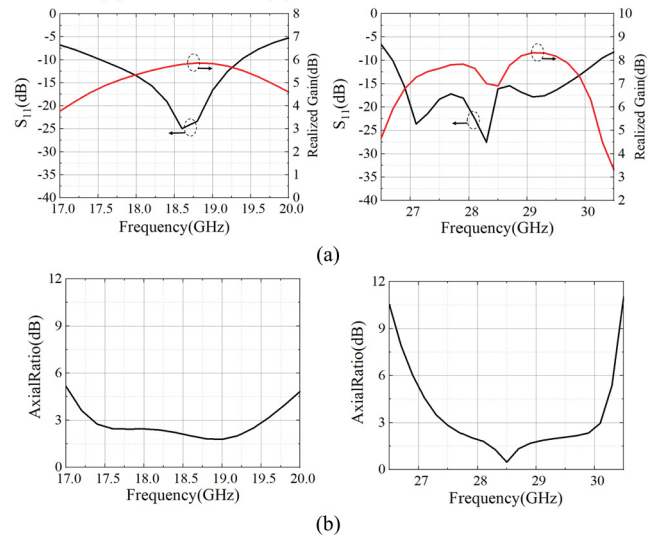 0 -5 -10 -15 -20 -25 -30 -35 -40
S11(dB)
8 7 6 5 4 3 2 1 0
Realized Gain(dB)
17.0 17.5 18.0 18.5 19.0 19.5 20.0
Frequency(GHz)
0 -5 -10 -15 -20 -25 -30 -35 -40
S11(dB)
10 9 8 7 6 5 4 3 2
Realized Gain(dB)
27 28 29 30
Frequency(GHz)
(a)
12 9 6 3 0
AxialRatio(dB)
17.0 17.5 18.0 18.5 19.0 19.5 20.0
Frequency(GHz)
12 9 6 3 0
AxialRatio(dB)
27 28 29 30
Frequency(GHz)
(b)